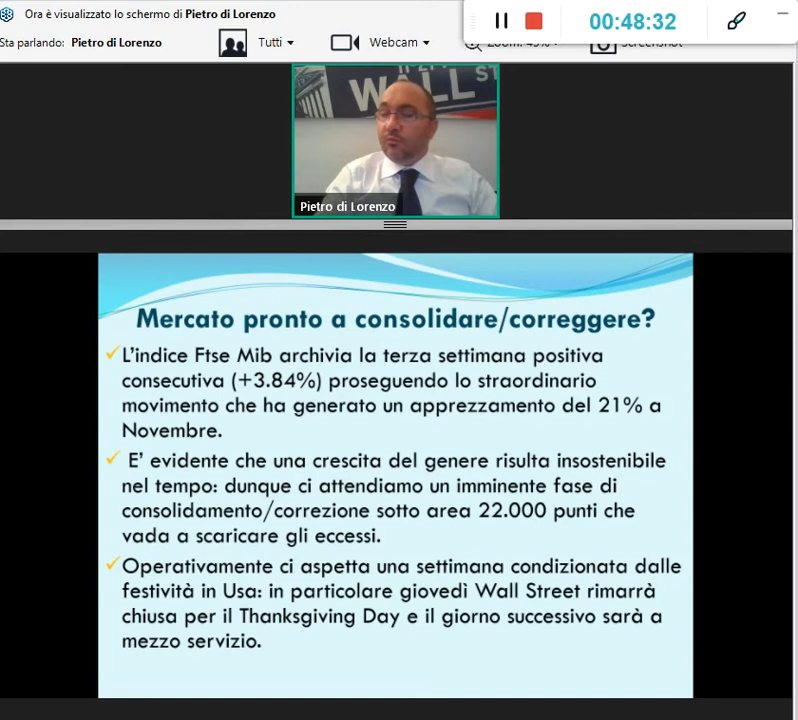 Ora è visualizzato lo schermo di Pietro di Lorenzo
00:48:32
Sta parlando: Pietro di Lorenzo
Tutti
Webcam
Zoom: 45%
Screenshot
WALL ST
Pietro di Lorenzo
Mercato pronto a consolidare/correggere?
L'indice Ftse Mib archivia la terza settimana positiva
consecutiva (+3.84%) proseguendo lo straordinario
movimento che ha generato un apprezzamento del 21% a
Novembre.
E' evidente che una crescita del genere risulta insostenibile
nel tempo: dunque ci attendiamo un imminente fase di
consolidamento/correzione sotto area 22.000 punti che
vada a scaricare gli eccessi.
Operativamente ci aspetta una settimana condizionata dalle
festività in Usa: in particolare giovedì Wall Street rimarrà
chiusa per il Thanksgiving Day e il giorno successivo sarà a
mezzo servizio.